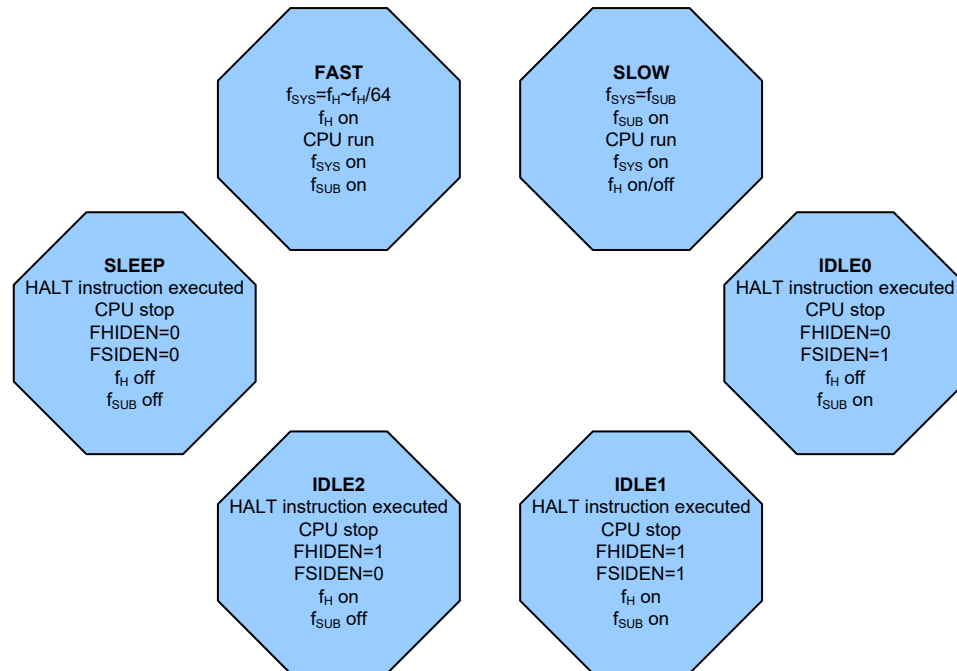 FAST
fSYS=fH~fH/64
fH on
CPU run
fSYS on
fSUB on
SLOW
fSYS=fSUB
fSUB on
CPU run
fSYS on
fH on/off
SLEEP
HALT instruction executed
CPU stop
FHIDEN=0
FSIDEN=0
fH off
fSUB off
IDLE0
HALT instruction executed
CPU stop
FHIDEN=0
FSIDEN=1
fH off
fSUB on
IDLE2
HALT instruction executed
CPU stop
FHIDEN=1
FSIDEN=0
fH on
fSUB off
IDLE1
HALT instruction executed
CPU stop
FHIDEN=1
FSIDEN=1
fH on
fSUB on